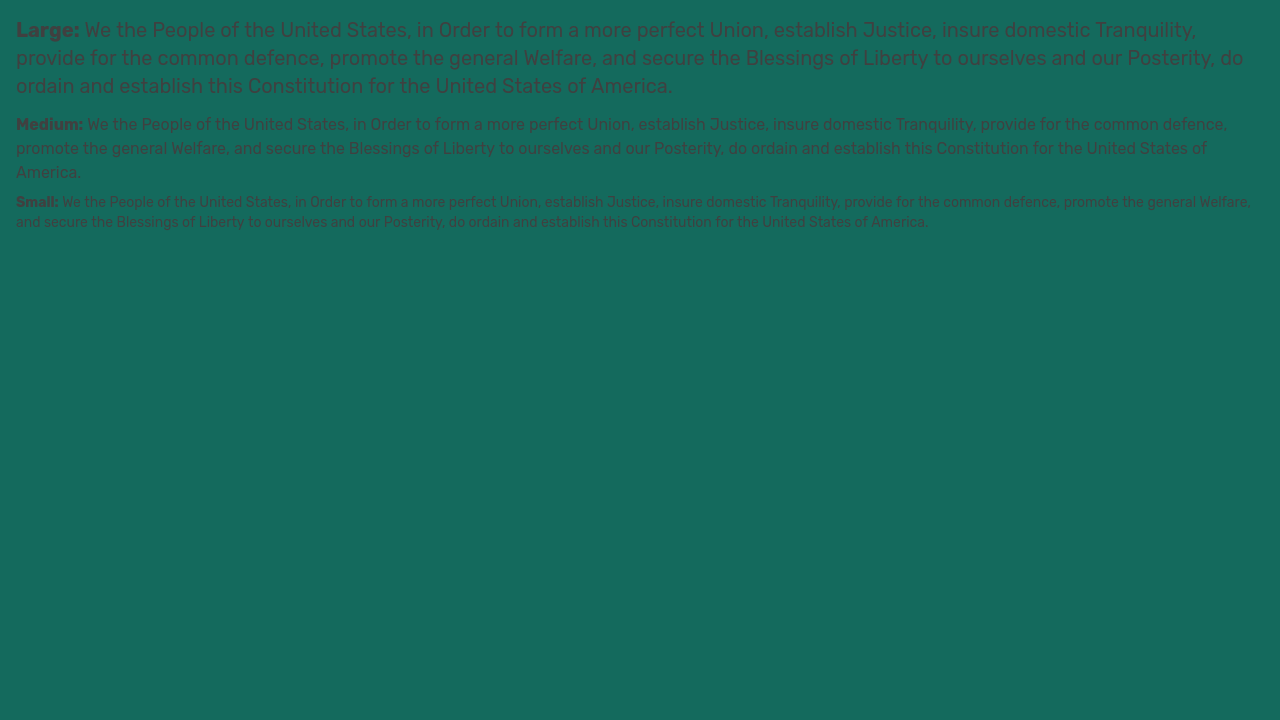 Large: We the People of the United States, in Order to form a more perfect Union, establish Justice, insure domestic Tranquility,
provide for the common defence, promote the general Welfare, and secure the Blessings of Liberty to ourselves and our Posterity, do
ordain and establish this Constitution for the United States of America.
Medium: We the People of the United States, in Order to form a more perfect Union, establish Justice, insure domestic Tranquility, provide for the common defence,
promote the general Welfare, and secure the Blessings of Liberty to ourselves and our Posterity, do ordain and establish this Constitution for the United States of
America.
Small: We the People of the United States, in Order to form a more perfect Union, establish Justice, insure domestic Tranquility, provide for the common defence, promote the general Welfare,
and secure the Blessings of Liberty to ourselves and our Posterity, do ordain and establish this Constitution for the United States of America.